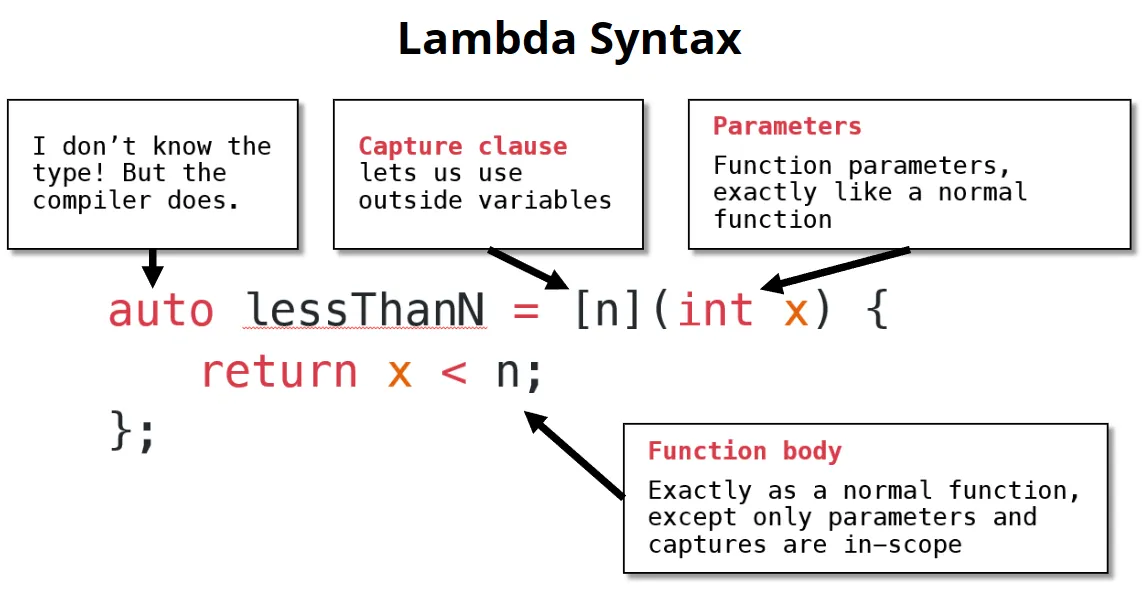 Lambda Syntax
I don’t know the
type! But the
compiler does.
Capture clause
lets us use
outside variables
Parameters
Function parameters,
exactly like a normal
function
auto lessThanN = [n](int x) {
return x < n;
};
Function body
Exactly as a normal function,
except only parameters and
captures are in–scope